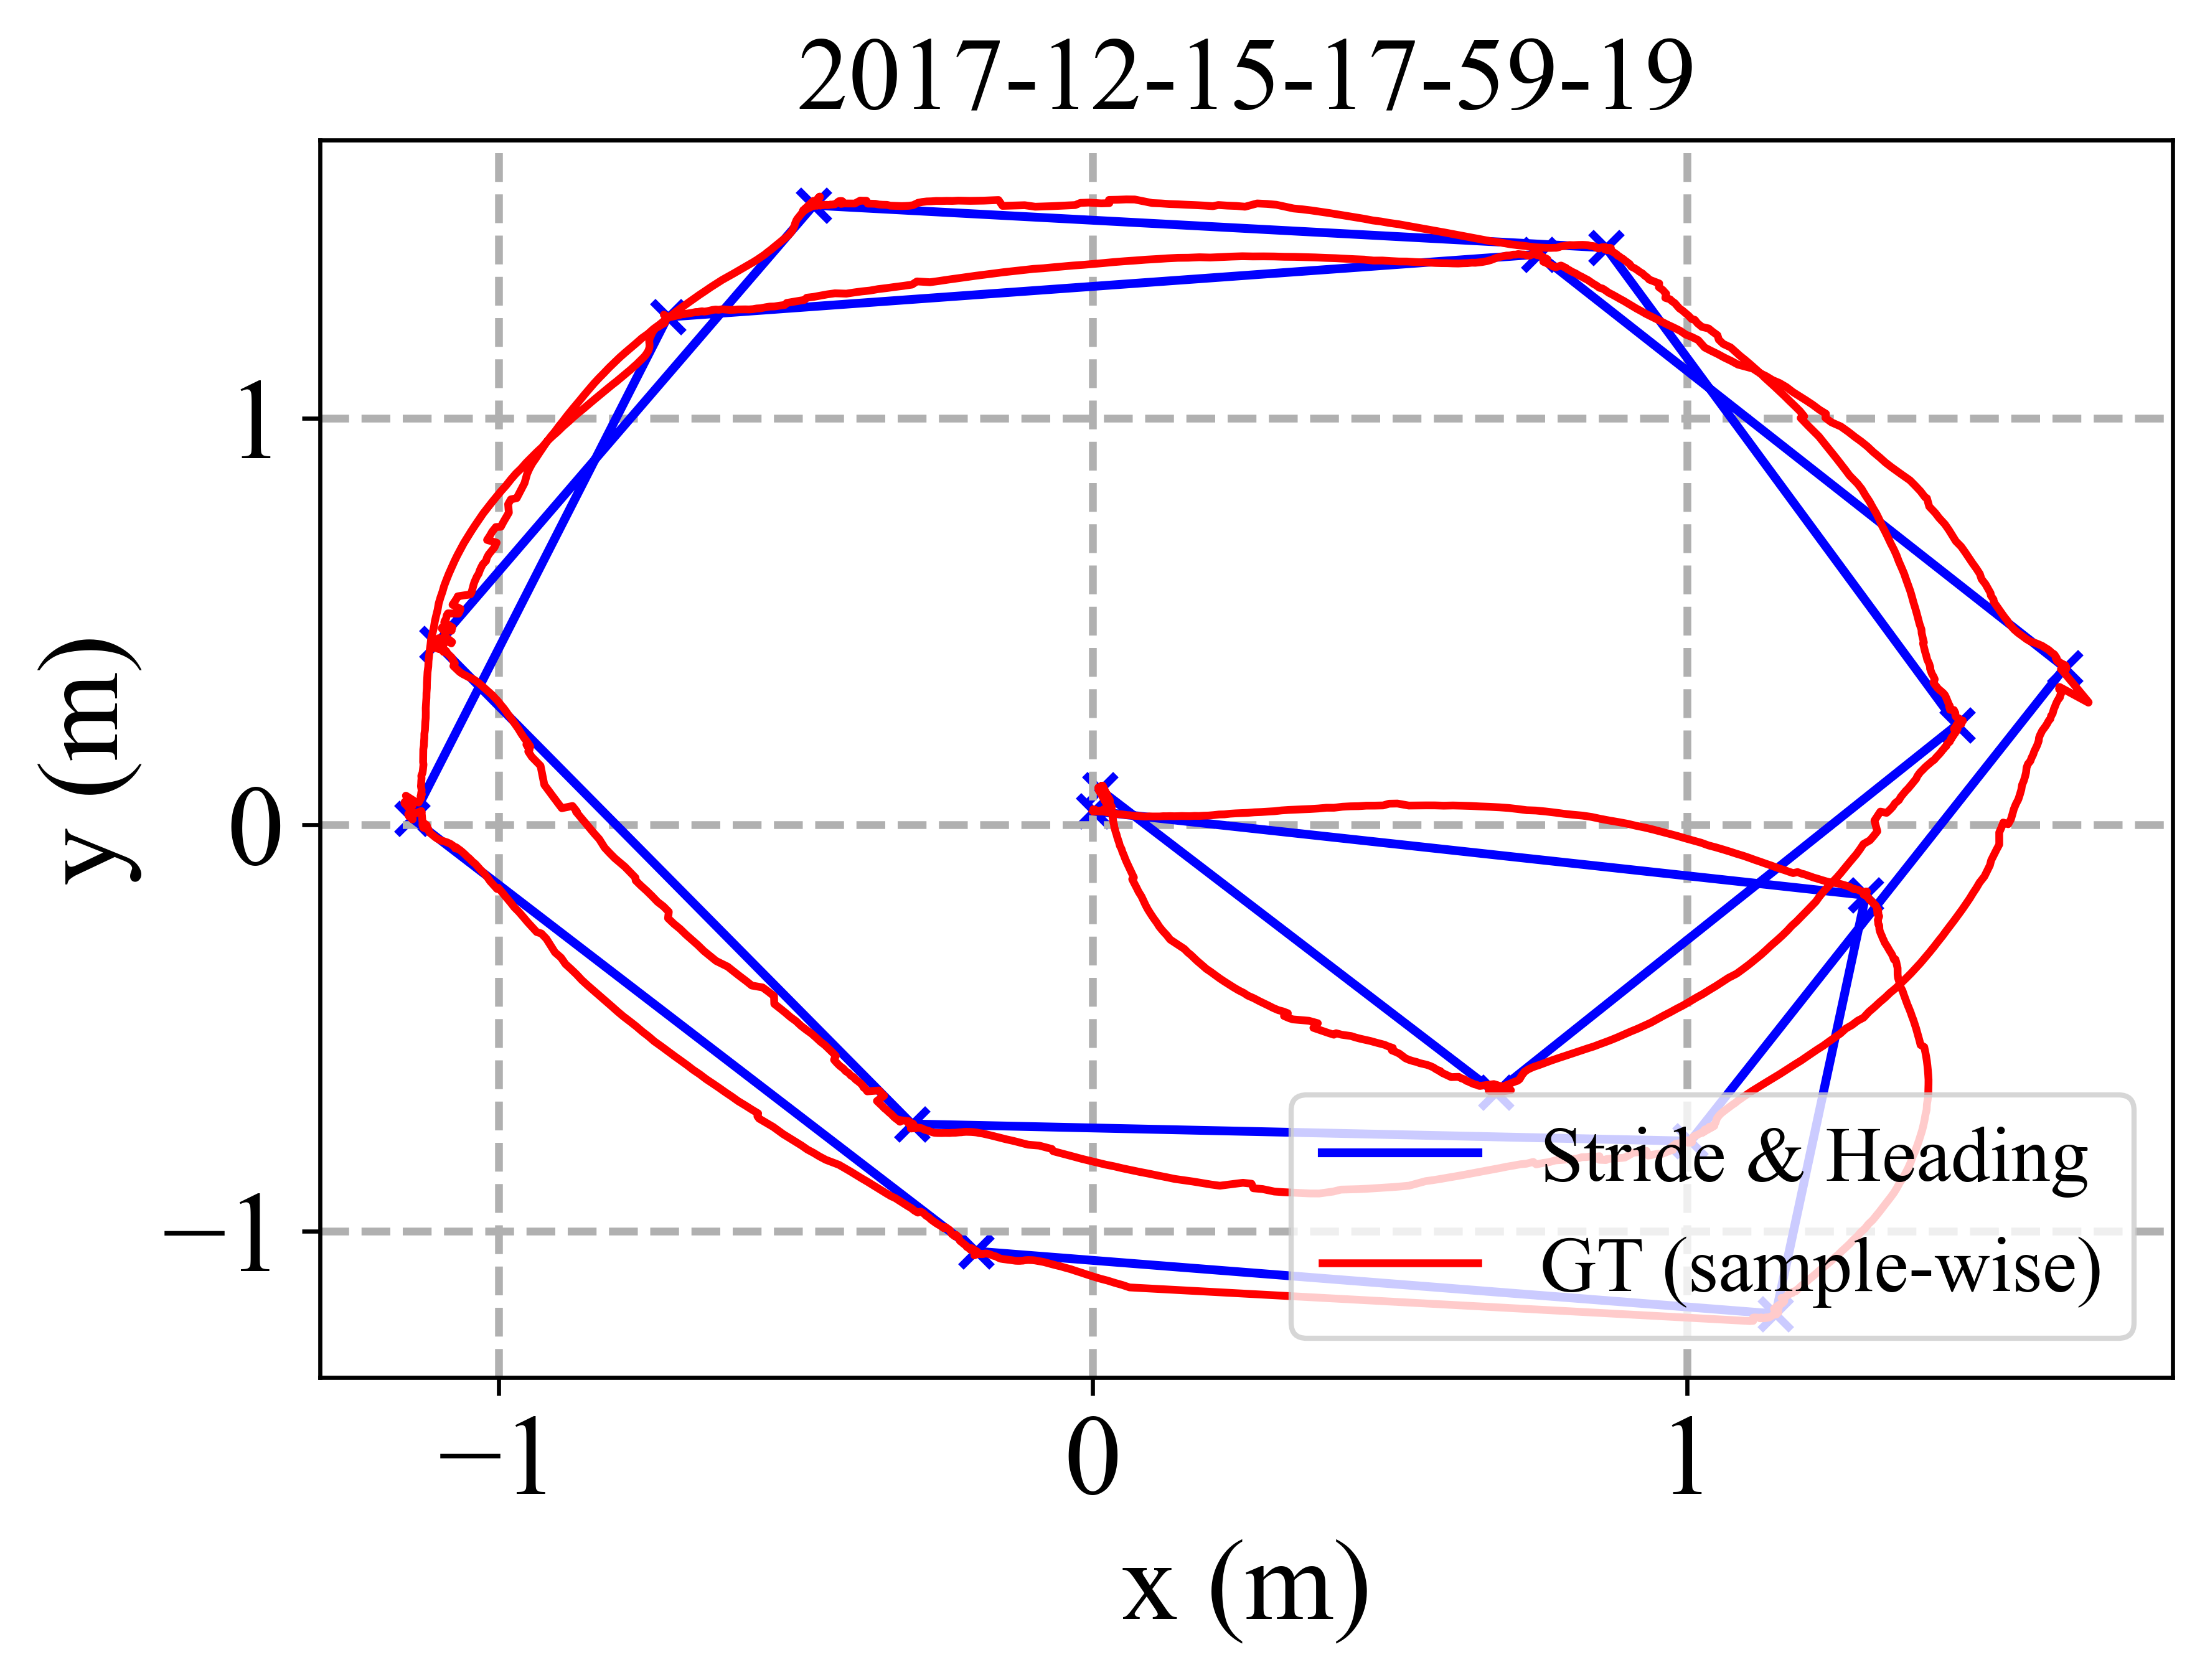 2017-12-15-17-59-19
y (m)
1
0
−1
−1
0
1
x (m)
Stride & Heading
GT (sample-wise)